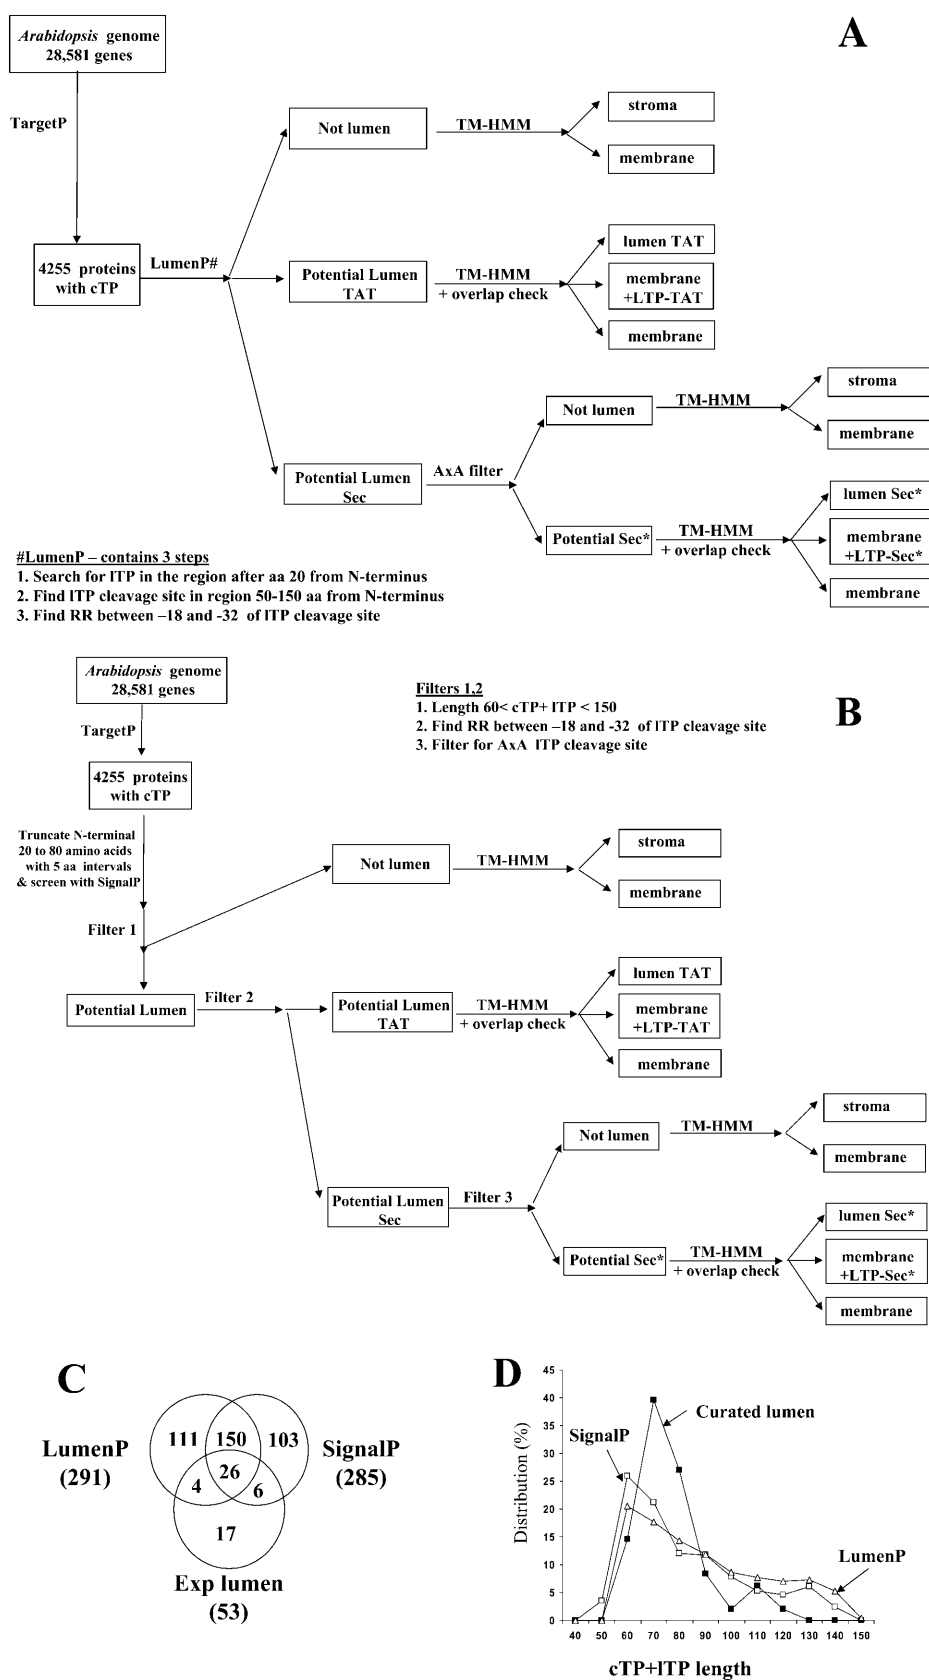 A
Arabidopsis genome
28,581 genes
TargetP
4255 proteins
with cTP
LumenP#
Not lumen
TM-HMM
stroma
membrane
Potential Lumen
TAT
TM-HMM
+ overlap check
lumen TAT
membrane
+LTP-TAT
membrane
Potential Lumen
Sec
AxA filter
Not lumen
TM-HMM
stroma
membrane
Potential Sec*
TM-HMM
+ overlap check
lumen Sec*
membrane
+LTP-Sec*
membrane
#LumenP – contains 3 steps
1. Search for lTP in the region after aa 20 from N-terminus
2. Find lTP cleavage site in region 50-150 aa from N-terminus
3. Find RR between –18 and -32 of lTP cleavage site
B
Arabidopsis genome
28,581 genes
TargetP
4255 proteins
with cTP
Filters 1,2
1. Length 60< cTP+ lTP < 150
2. Find RR between –18 and -32 of lTP cleavage site
3. Filter for AxA lTP cleavage site
Truncate N-terminal
20 to 80 amino acids
with 5 aa intervals
& screen with SignalP
Filter 1
Not lumen
TM-HMM
stroma
membrane
Potential Lumen
Filter 2
Potential Lumen
TAT
TM-HMM
+ overlap check
lumen TAT
membrane
+LTP-TAT
membrane
Potential Lumen
Sec
Filter 3
Not lumen
TM-HMM
stroma
membrane
Potential Sec*
TM-HMM
+ overlap check
lumen Sec*
membrane
+LTP-Sec*
membrane
C
LumenP
(291)
111
150
103
26
4
6
17
SignalP
(285)
Exp lumen
(53)
D
Distribution (%)
45
40
35
30
25
20
15
10
5
0
SignalP
Curated lumen
LumenP
40 50 60 70 80 90 100 110 120 130 140 150
cTP+lTP length